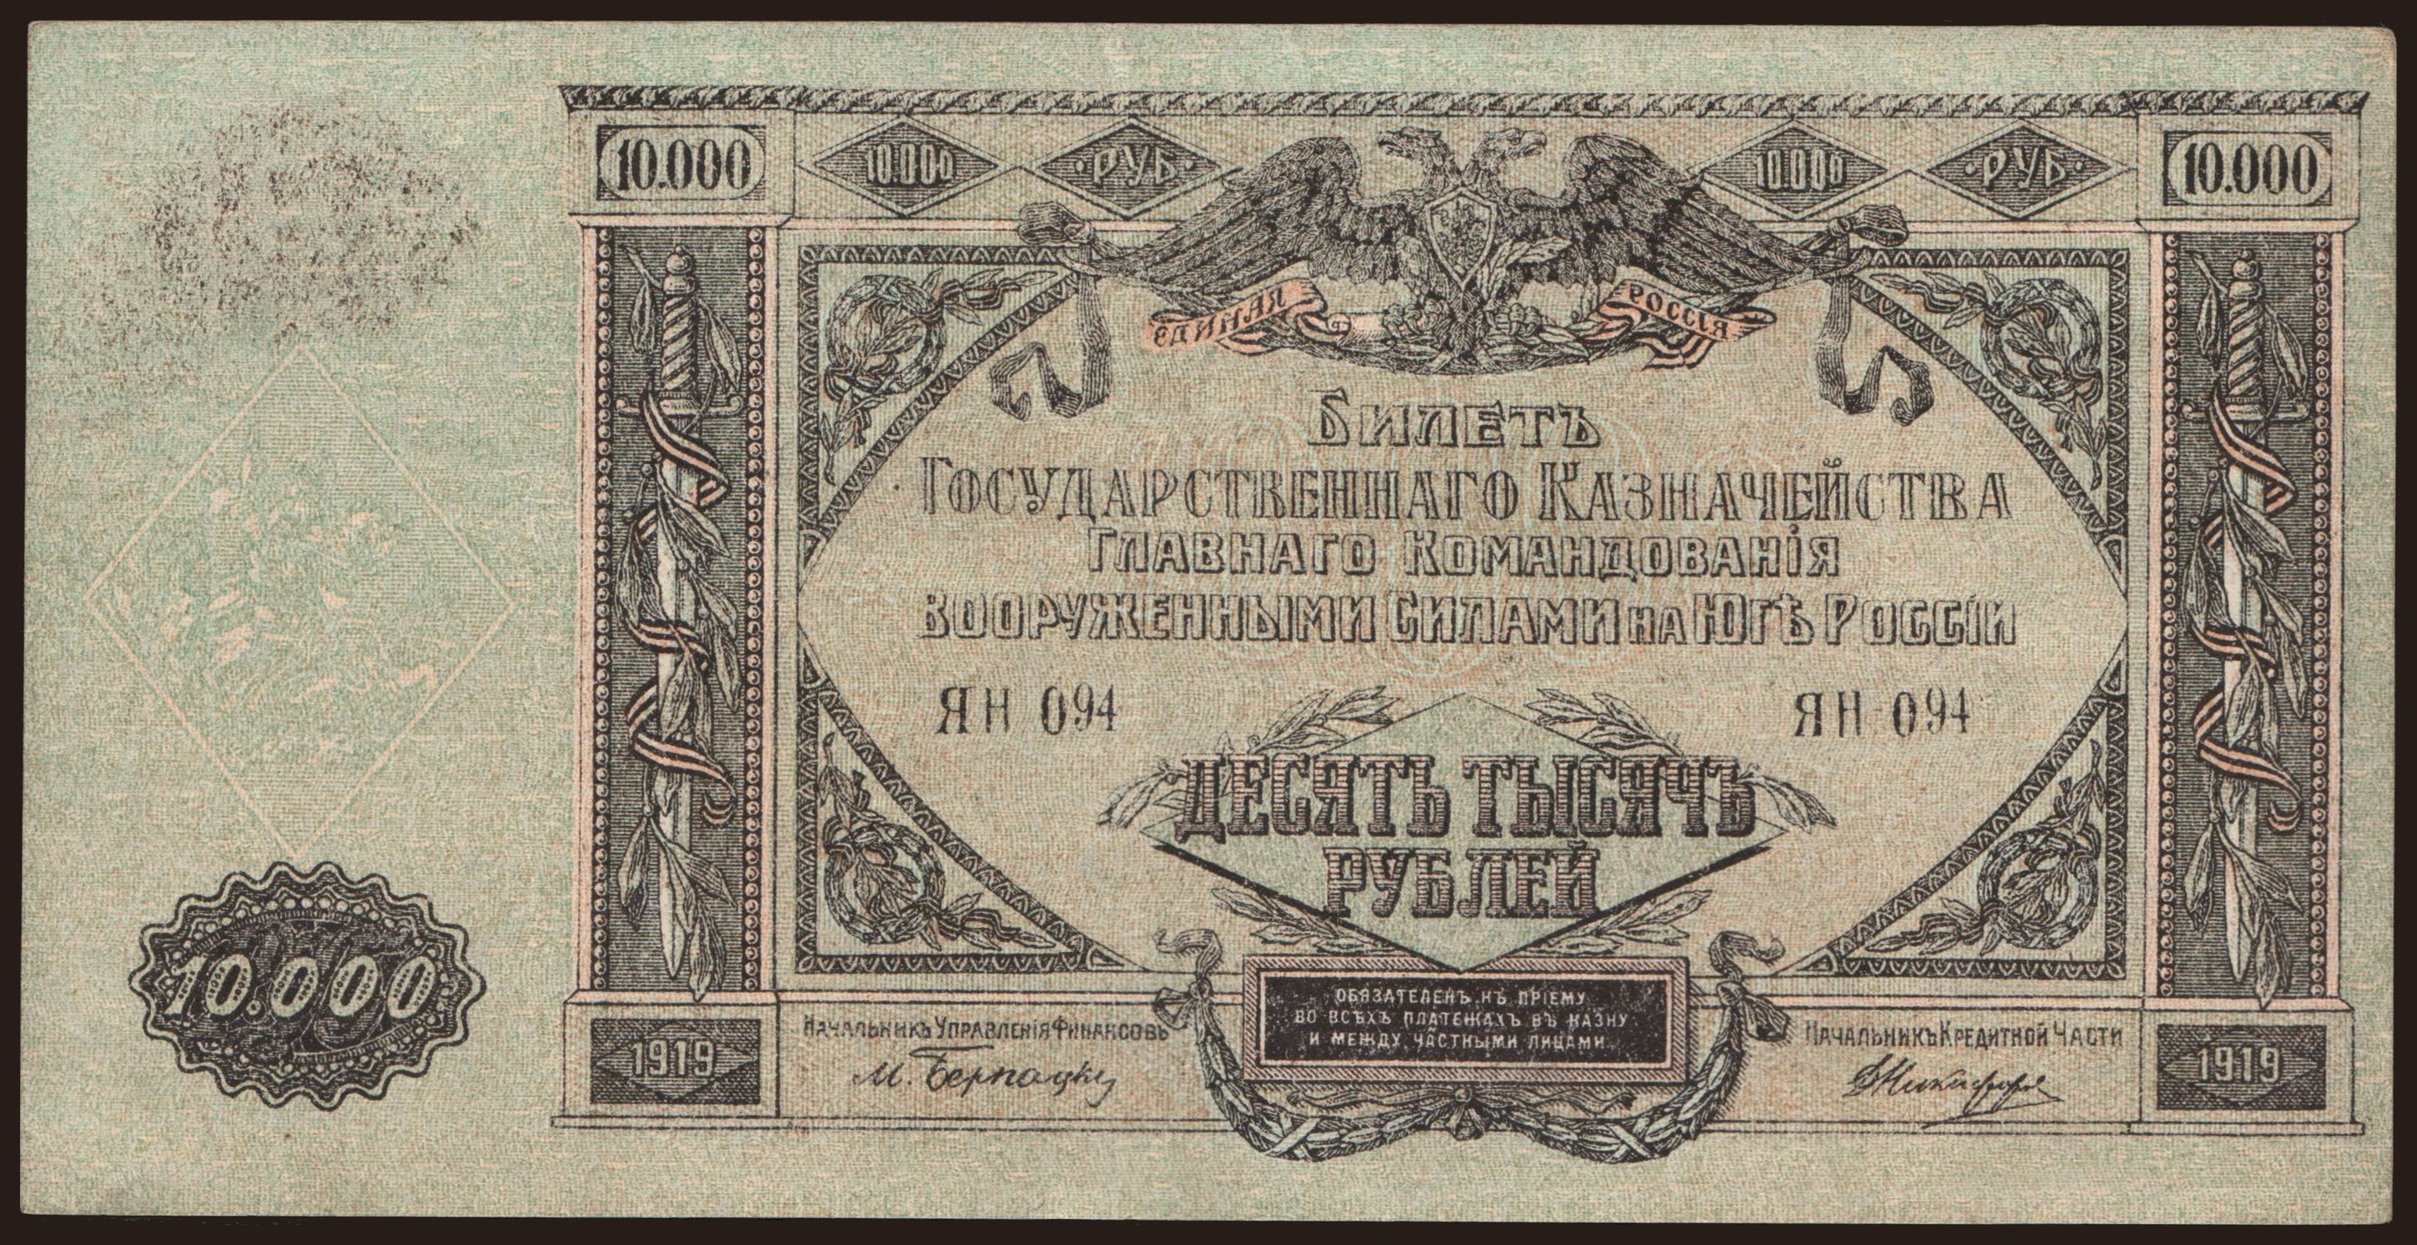 10.000
10.000
РУБ.
10.000
РУБ.
10.000
ЕДИНАЯ
РОССІЯ
БИЛЕТЪ
ГОСУДАРСТВЕННАГО КАЗНАЧЕЙСТВА
ГЛАВНАГО КОМАНДОВАНІЯ
ВООРУЖЕННЫМИ СИЛАМИ НА ЮГѢ РОССІИ
ЯН 094
ЯН 094
ДЕСЯТЬ ТЫСЯЧЪ
РУБЛЕЙ
10.000
ОБЯЗАТЕЛЕНЪ КЪ ПРІЕМУ
ВО ВСѢХЪ ПЛАТЕЖАХЪ ВЪ КАЗНУ
И МЕЖДУ ЧАСТНЫМИ ЛИЦАМИ
1919
НАЧАЛЬНИКЪ УПРАВЛЕНІЯ ФИНАНСОВЪ
М. Бернацкій
НАЧАЛЬНИКЪ КРЕДИТНОЙ ЧАСТИ
1919